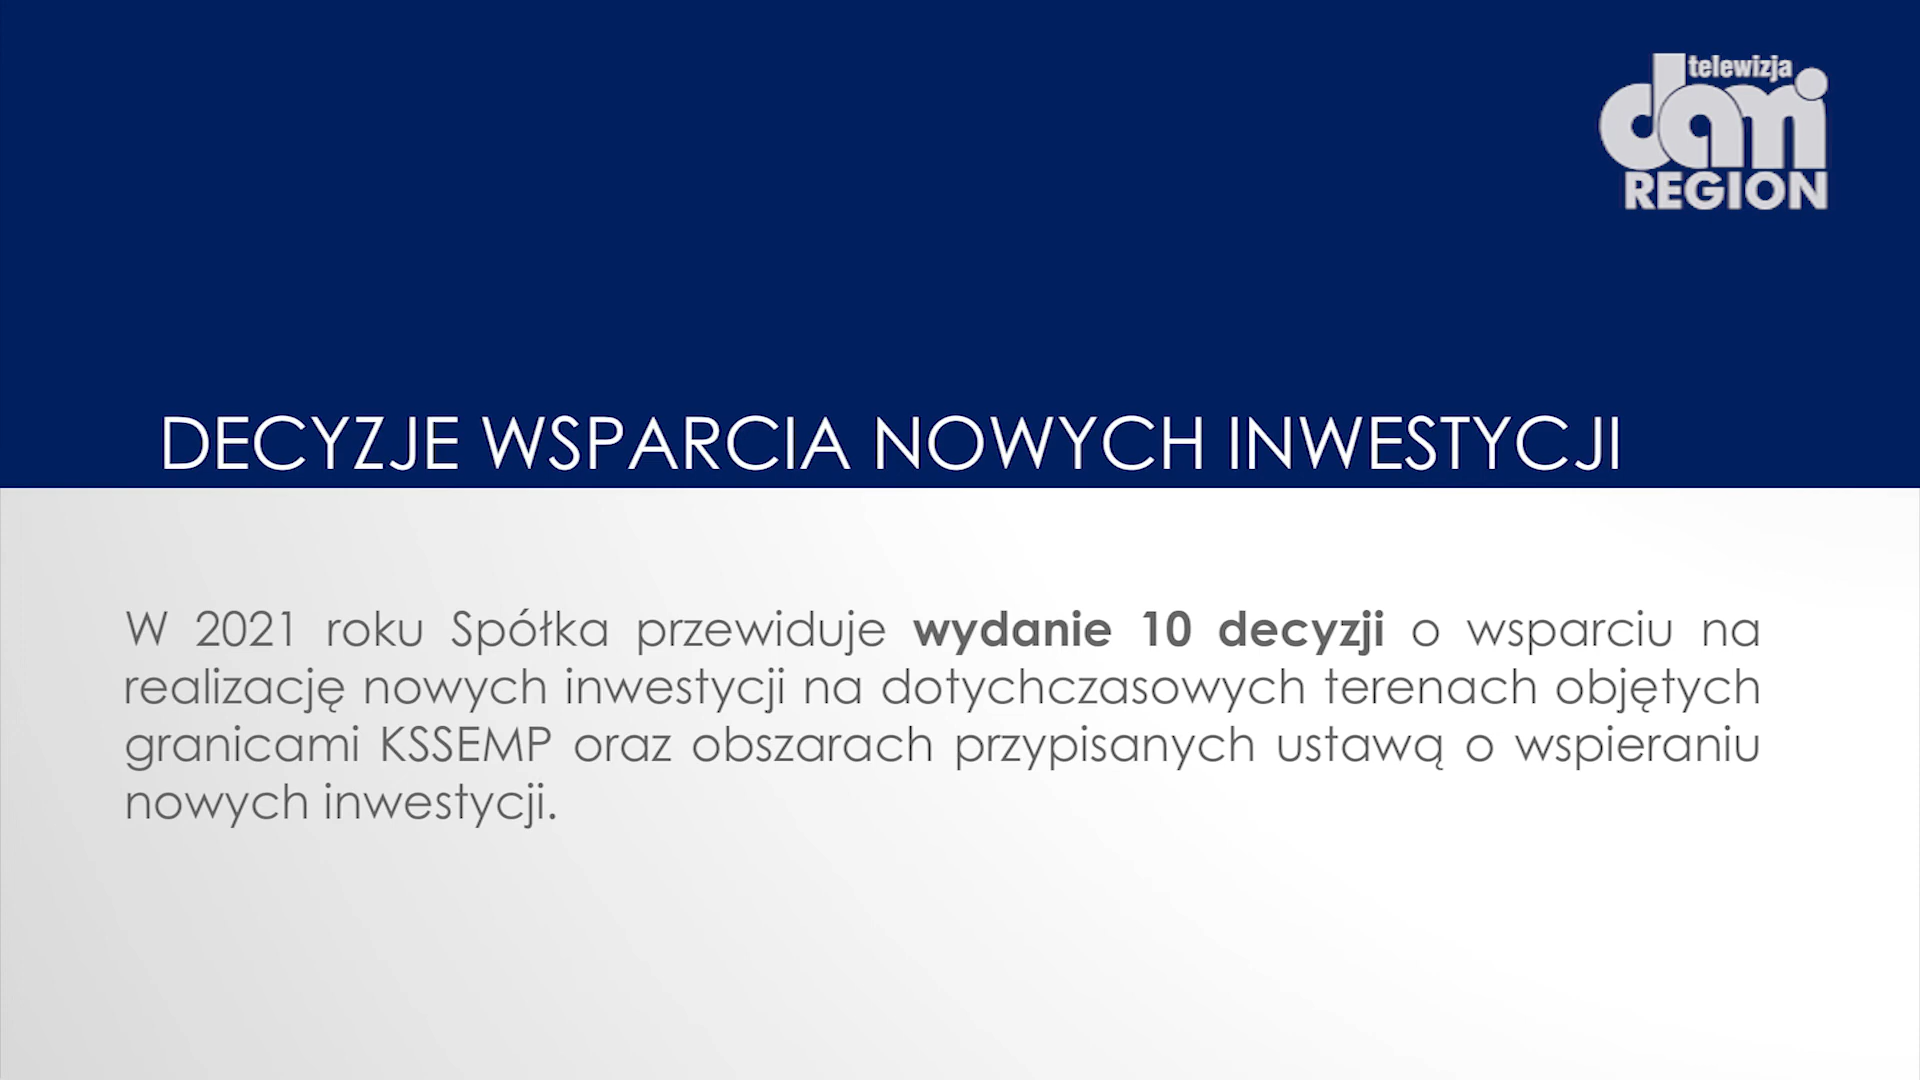 telewizja
dami
REGION
DECYZJE WSPARCIA NOWYCH INWESTYCJI
W 2021 roku Spółka przewiduje wydanie 10 decyzji o wsparciu na
realizację nowych inwestycji na dotychczasowych terenach objętych
granicami KSSEMP oraz obszarach przypisanych ustawą o wspieraniu
nowych inwestycji.